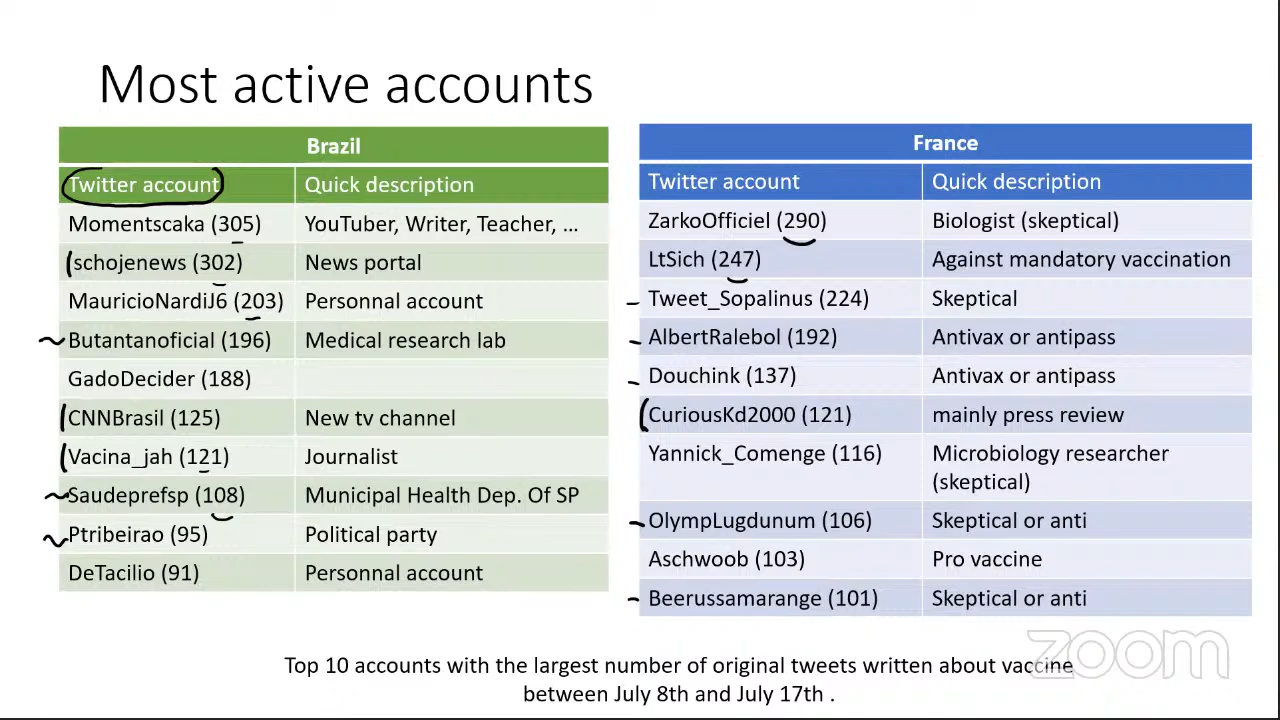 Most active accounts
Brazil
Twitter account Quick description
Momentscaka (305) YouTuber, Writer, Teacher, ...
schojenews (302) News portal
MauricioNardiJ6 (203) Personnal account
Butantanoficial (196) Medical research lab
GadoDecider (188)
CNNBrasil (125) New tv channel
Vacina_jah (121) Journalist
Saudeprefsp (108) Municipal Health Dep. Of SP
Ptribeirao (95) Political party
DeTacilio (91) Personnal account
France
Twitter account Quick description
ZarkoOfficiel (290) Biologist (skeptical)
LtSich (247) Against mandatory vaccination
Tweet_Sopalinus (224) Skeptical
AlbertRalebol (192) Antivax or antipass
Douchink (137) Antivax or antipass
CuriousKd2000 (121) mainly press review
Yannick_Comenge (116) Microbiology researcher
(skeptical)
OlympLugdunum (106) Skeptical or anti
Aschwoob (103) Pro vaccine
Beerussamarange (101) Skeptical or anti
Top 10 accounts with the largest number of original tweets written about vaccine
between July 8th and July 17th .
zoom